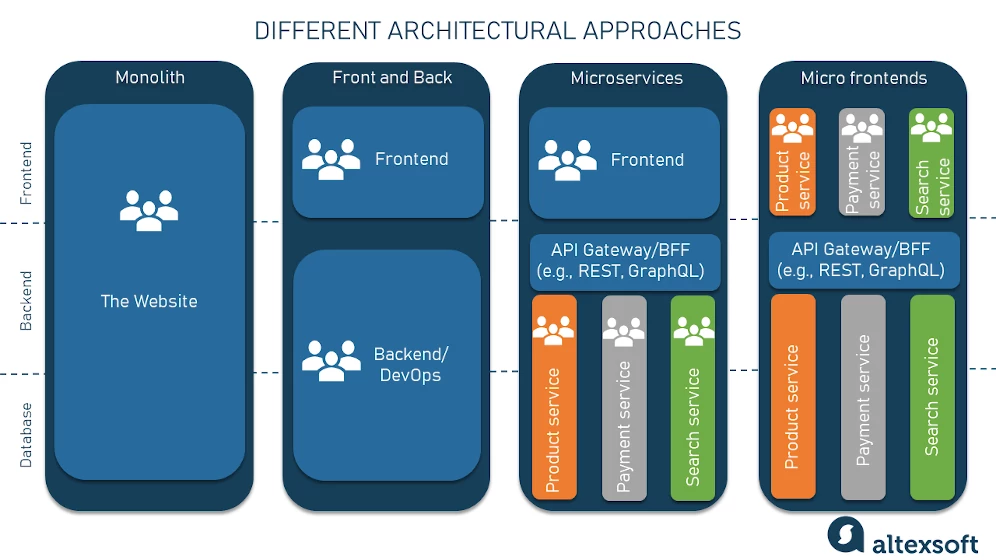 DIFFERENT ARCHITECTURAL APPROACHES
Monolith
Front and Back
Microservices
Micro frontends
Frontend
Backend
Database
The Website
Frontend
Backend/
DevOps
Frontend
API Gateway/BFF
(e.g., REST, GraphQL)
Product service
Payment service
Search service
Product
service
Payment
service
Search
service
API Gateway/BFF
(e.g., REST, GraphQL)
Product service
Payment service
Search service
altexsoft